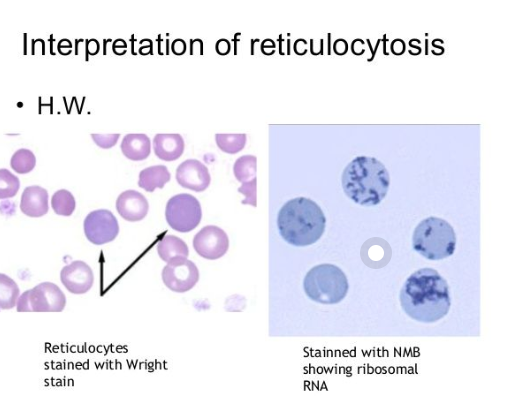 Interpretation of reticulocytosis
• H.W.
Reticulocytes
stained with Wright
stain
Stainned with NMB
showing ribosomal
RNA